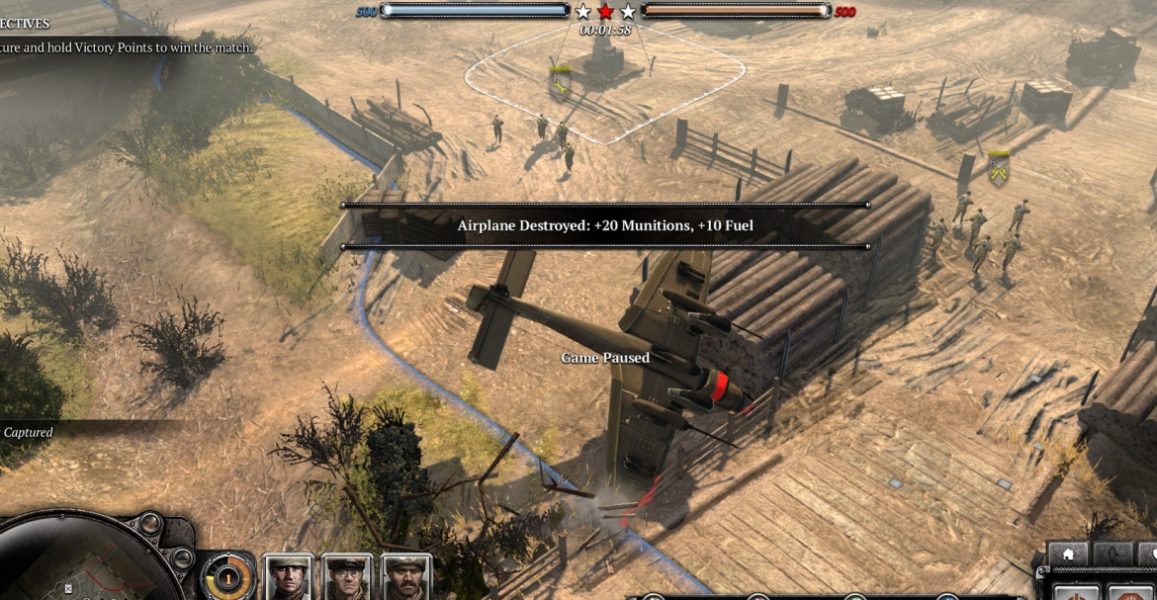 ECTIVES
500
500
00:01:58
ture and hold Victory Points to win the match.
Airplane Destroyed: +20 Munitions, +10 Fuel
Game Paused
Captured
1